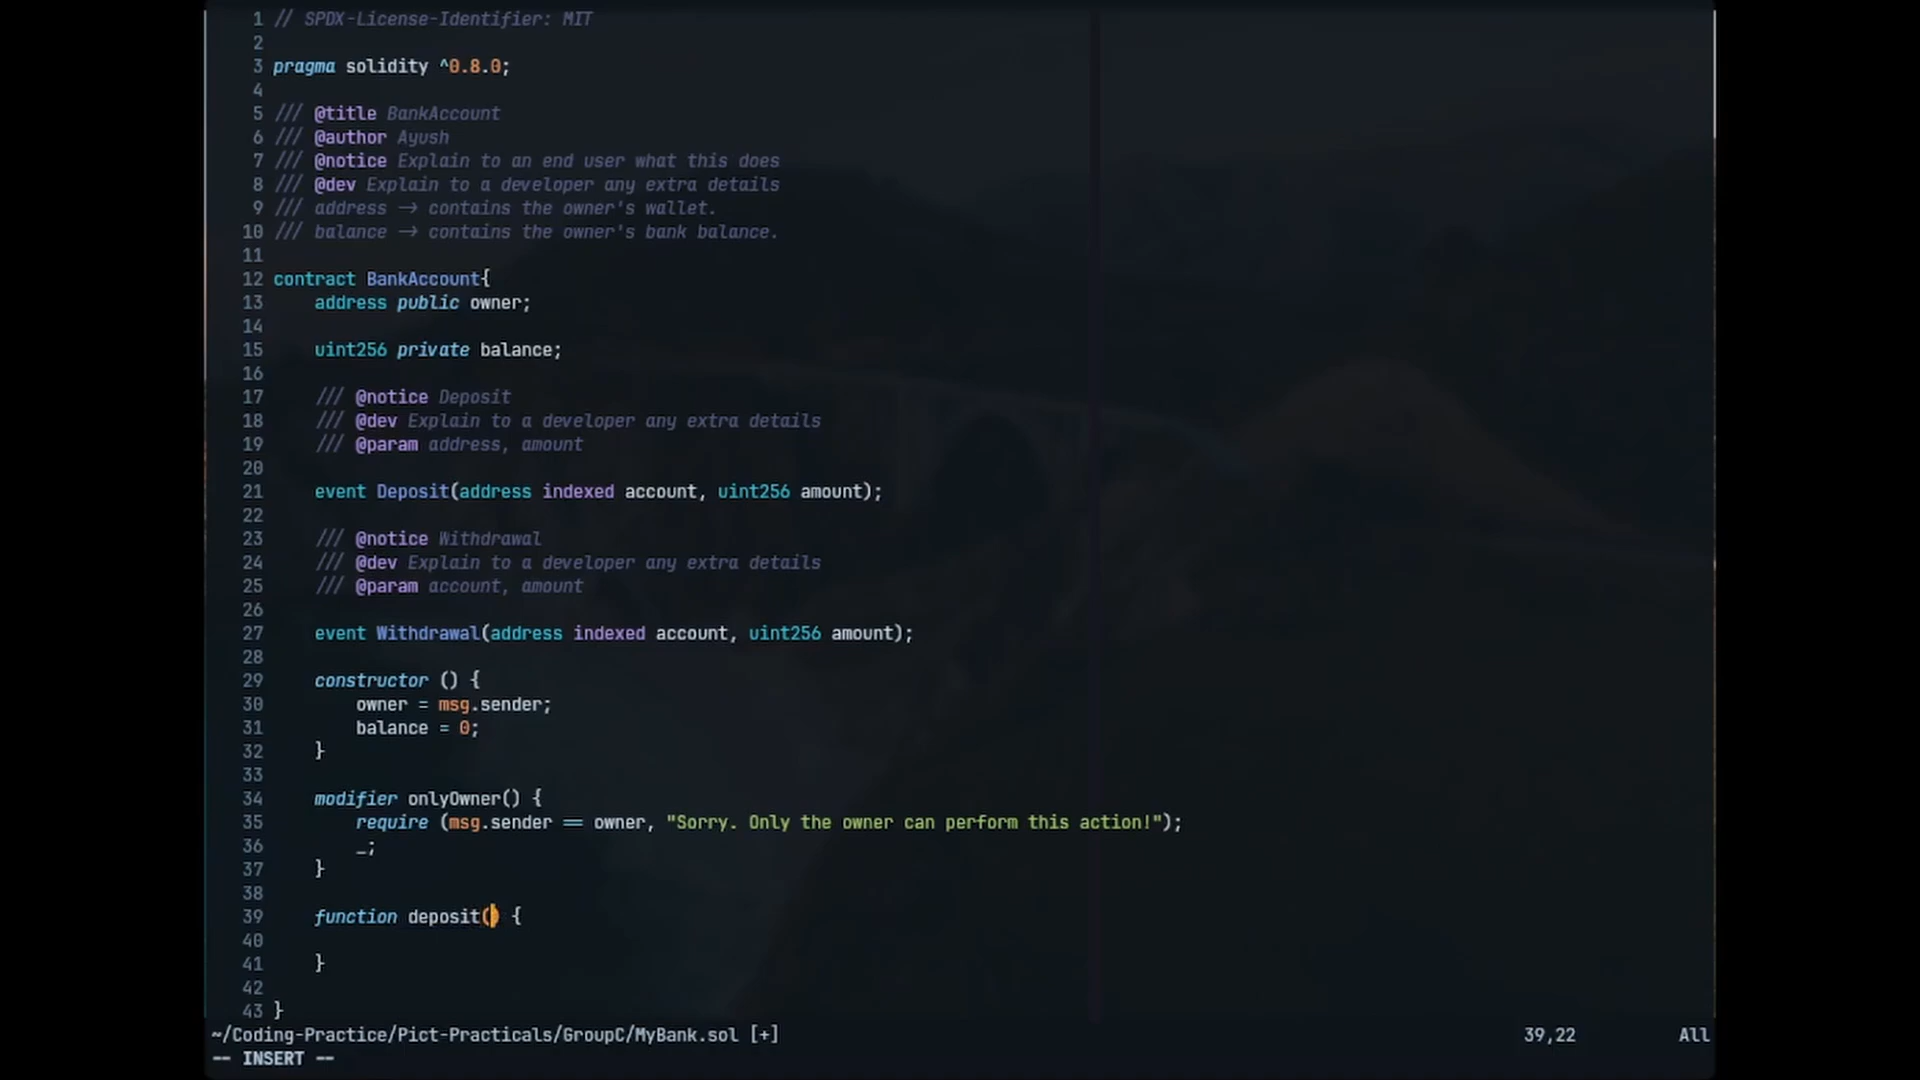 1 // SPDX-License-Identifier: MIT
2
3 pragma solidity ^0.8.0;
4
5 /// @title BankAccount
6 /// @author Ayush
7 /// @notice Explain to an end user what this does
8 /// @dev Explain to a developer any extra details
9 /// address -> contains the owner's wallet.
10 /// balance -> contains the owner's bank balance.
11
12 contract BankAccount{
13     address public owner;
14
15     uint256 private balance;
16
17     /// @notice Deposit
18     /// @dev Explain to a developer any extra details
19     /// @param address, amount
20
21     event Deposit(address indexed account, uint256 amount);
22
23     /// @notice Withdrawal
24     /// @dev Explain to a developer any extra details
25     /// @param account, amount
26
27     event Withdrawal(address indexed account, uint256 amount);
28
29     constructor () {
30         owner = msg.sender;
31         balance = 0;
32     }
33
34     modifier onlyOwner() {
35         require (msg.sender == owner, "Sorry. Only the owner can perform this action!");
36         _;
37     }
38
39     function deposit() {
40
41     }
42
43 }
~/Coding-Practice/Pict-Practicals/GroupC/MyBank.sol [+] 39,22 All
-- INSERT --